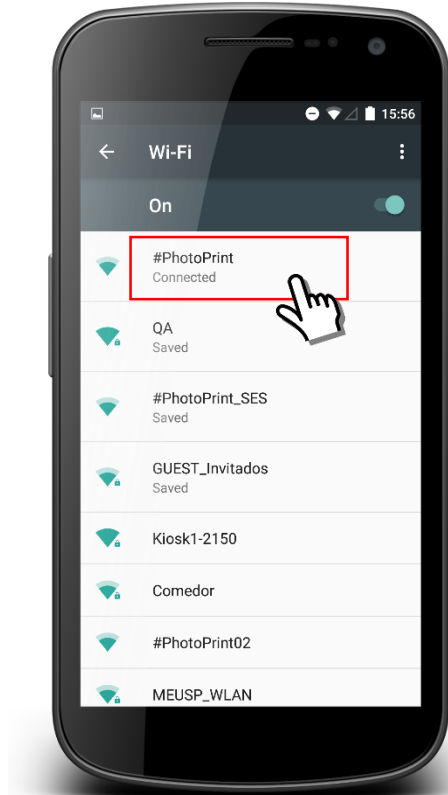 15:56
Wi-Fi
On
#PhotoPrint
Connected
QA
Saved
#PhotoPrint_SES
Saved
GUEST_Invitados
Saved
Kiosk1-2150
Comedor
#PhotoPrint02
MEUSP_WLAN